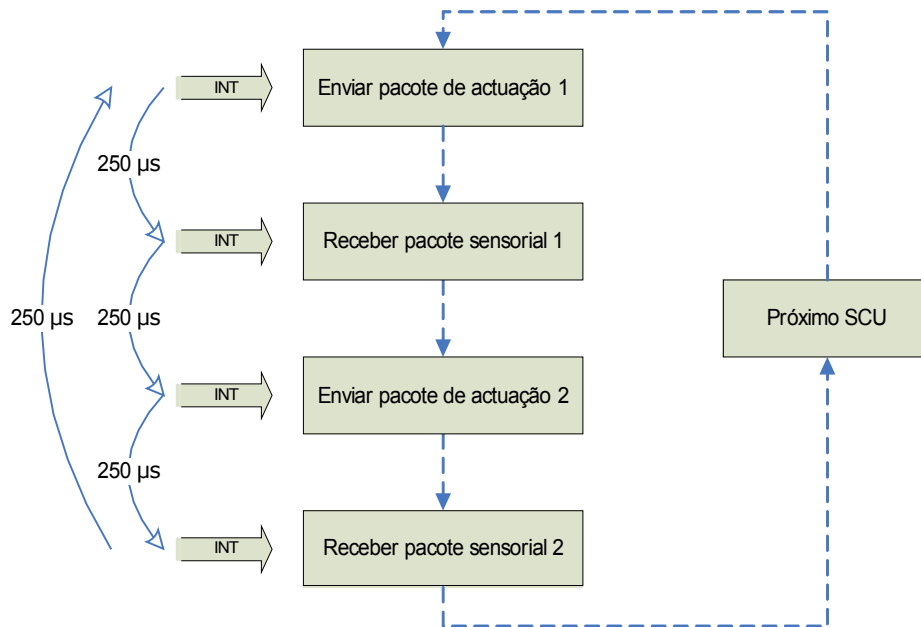 INT
Enviar pacote de actuação 1
250 µs
INT
Receber pacote sensorial 1
250 µs
250 µs
Próximo SCU
INT
Enviar pacote de actuação 2
250 µs
INT
Receber pacote sensorial 2